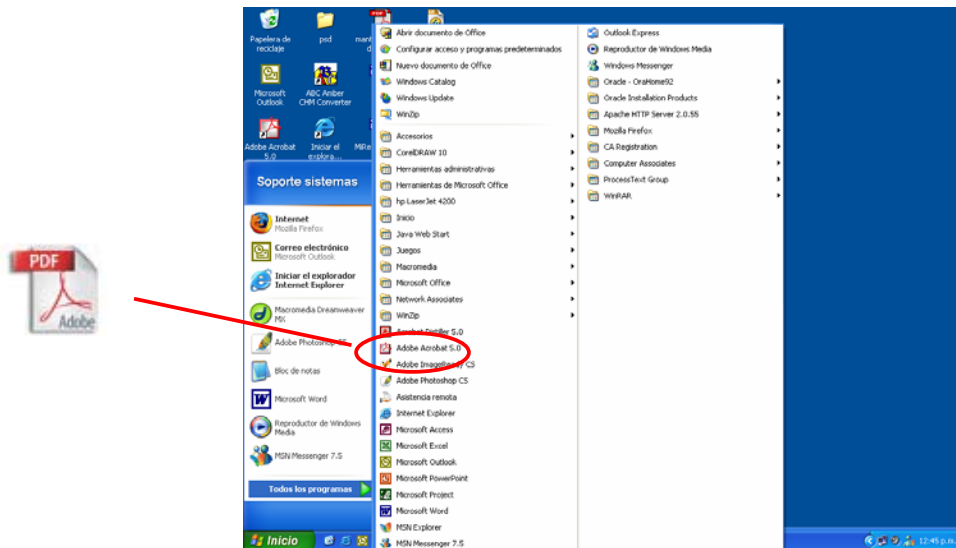 PDF
Adobe
Papelera de
reciclaje
psd
Microsoft
Outlook
ABC Amber
CHM Converter
Adobe Acrobat
5.0
Iniciar el
explora...
Soporte sistemas
Internet
Mozilla Firefox
Correo electrónico
Microsoft Outlook
Iniciar el explorador
Internet Explorer
Macromedia Dreamweaver
MX
Adobe Photoshop CS
Bloc de notas
Microsoft Word
Reproductor de Windows
Media
MSN Messenger 7.5
Todos los programas
Inicio
Abrir documento de Office
Configurar acceso y programas predeterminados
Nuevo documento de Office
Windows Catalog
Windows Update
WinZip
Accesorios
CorelDRAW 10
Herramientas administrativas
Herramientas de Microsoft Office
hp LaserJet 4200
Inicio
Java Web Start
Juegos
Macromedia
Microsoft Office
Network Associates
WinZip
Acrobat Distiller 5.0
Adobe Acrobat 5.0
Adobe ImageReady CS
Adobe Photoshop CS
Asistencia remota
Internet Explorer
Microsoft Access
Microsoft Excel
Microsoft Outlook
Microsoft PowerPoint
Microsoft Project
Microsoft Word
MSN Explorer
MSN Messenger 7.5
Outlook Express
Reproductor de Windows Media
Windows Messenger
Oracle - OraHome92
Oracle Installation Products
Apache HTTP Server 2.0.55
Mozilla Firefox
CA Registration
Computer Associates
ProcessText Group
WinRAR
12:45 p.m.